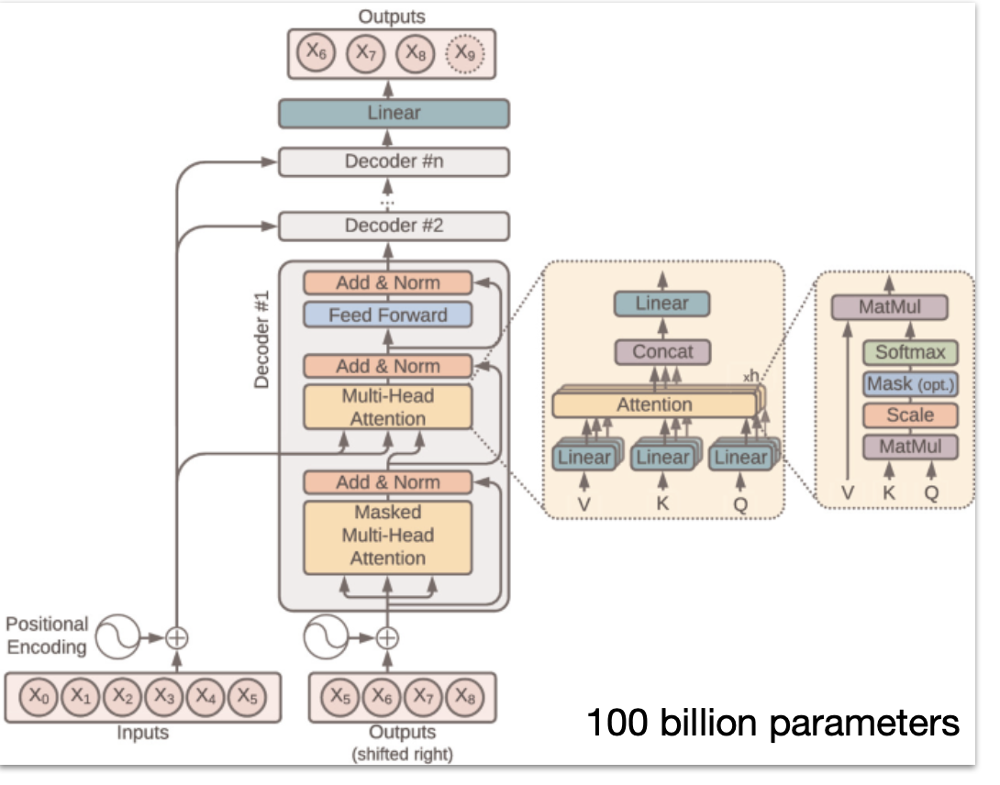 Outputs
X6 X7 X8 X9
Linear
Decoder #n
...
Decoder #2
Decoder #1
Add & Norm
Feed Forward
Add & Norm
Multi-Head
Attention
Add & Norm
Masked
Multi-Head
Attention
Positional
Encoding
X0 X1 X2 X3 X4 X5
Inputs
X5 X6 X7 X8
Outputs
(shifted right)
Linear
Concat
xh
Attention
Linear Linear Linear
V K Q
MatMul
Softmax
Mask (opt.)
Scale
MatMul
V K Q
100 billion parameters